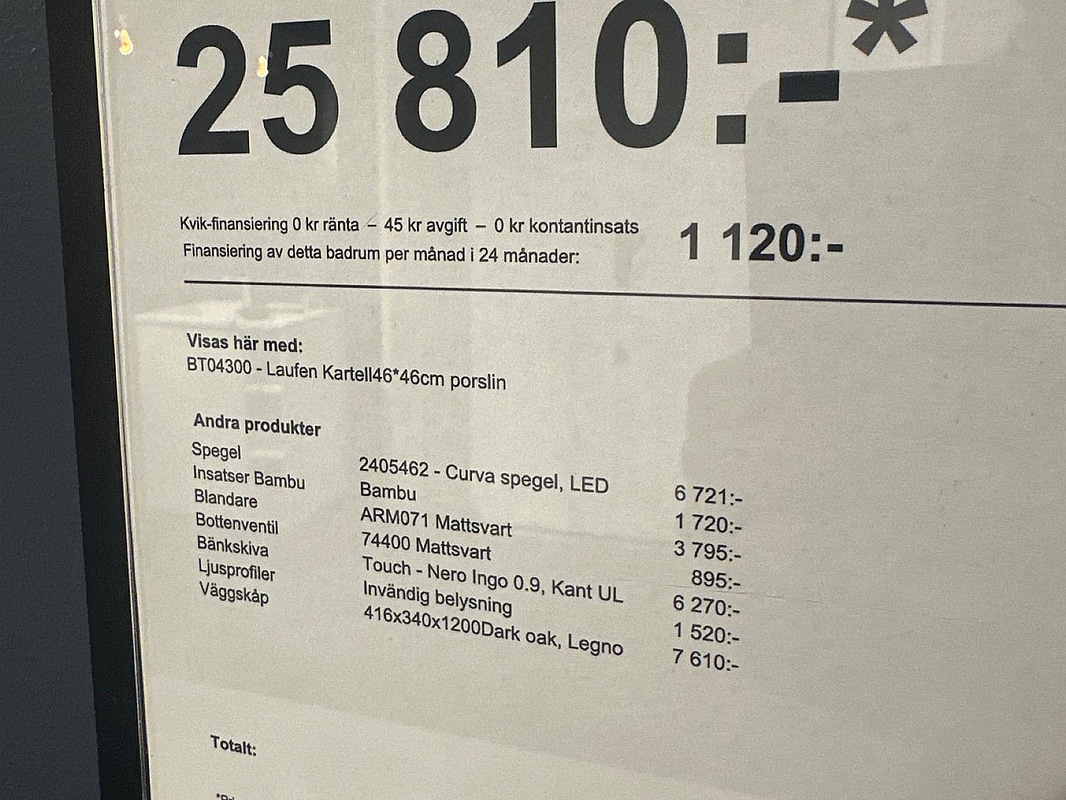 25 810:-*
Kvik-finansiering 0 kr ränta – 45 kr avgift – 0 kr kontantinsats
Finansiering av detta badrum per månad i 24 månader: 1 120:-
Visas här med:
BT04300 - Laufen Kartell46*46cm porslin
Andra produkter
Spegel 2405462 - Curva spegel, LED 6 721:-
Insatser Bambu Bambu 1 720:-
Blandare ARM071 Mattsvart 3 795:-
Bottenventil 74400 Mattsvart 895:-
Bänkskiva Touch - Nero Ingo 0.9, Kant UL 6 270:-
Ljusprofiler Invändig belysning 1 520:-
Väggskåp 416x340x1200Dark oak, Legno 7 610:-
Totalt: